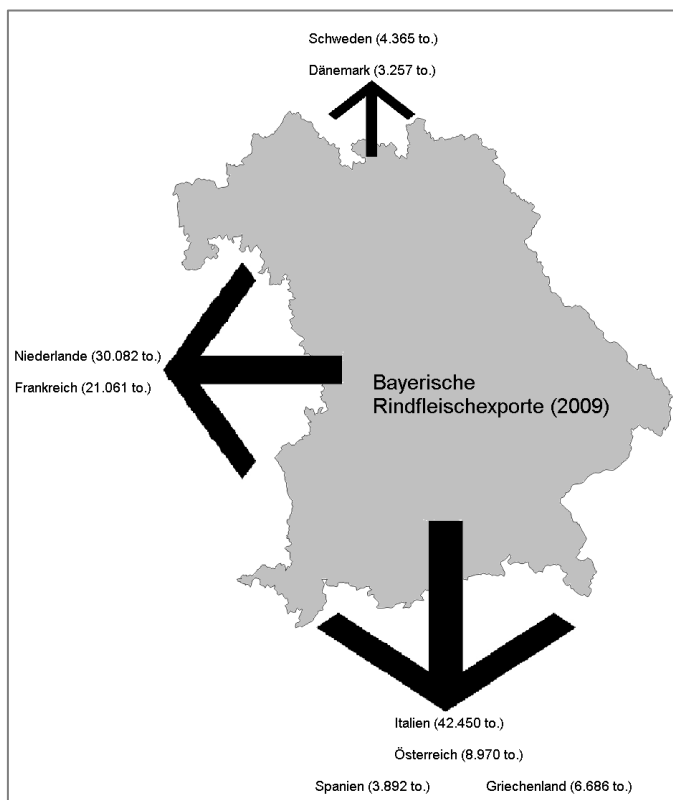 Schweden (4.365 to.)
Dänemark (3.257 to.)
Niederlande (30.082 to.)
Frankreich (21.061 to.)
Bayerische
Rindfleischexporte (2009)
Italien (42.450 to.)
Österreich (8.970 to.)
Spanien (3.892 to.) Griechenland (6.686 to.)